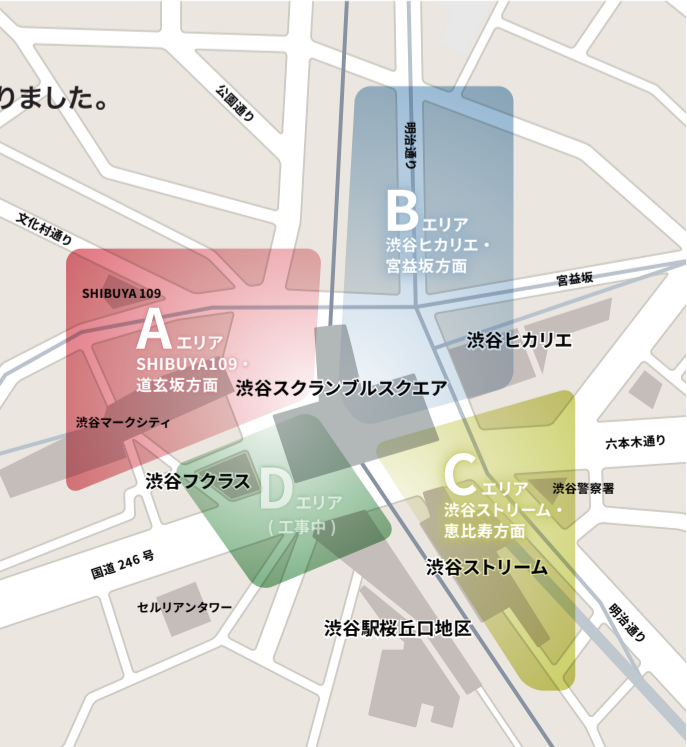 りました。
公園通り
明治通り
文化村通り
B エリア
渋谷ヒカリエ・
宮益坂方面
宮益坂
SHIBUYA 109
A エリア
SHIBUYA109・
道玄坂方面
渋谷ヒカリエ
渋谷スクランブルスクエア
渋谷マークシティ
六本木通り
渋谷フクラス
D エリア
(工事中)
C エリア
渋谷ストリーム・
恵比寿方面
渋谷警察署
国道 246 号
渋谷ストリーム
セルリアンタワー
渋谷駅桜丘口地区
明治通り